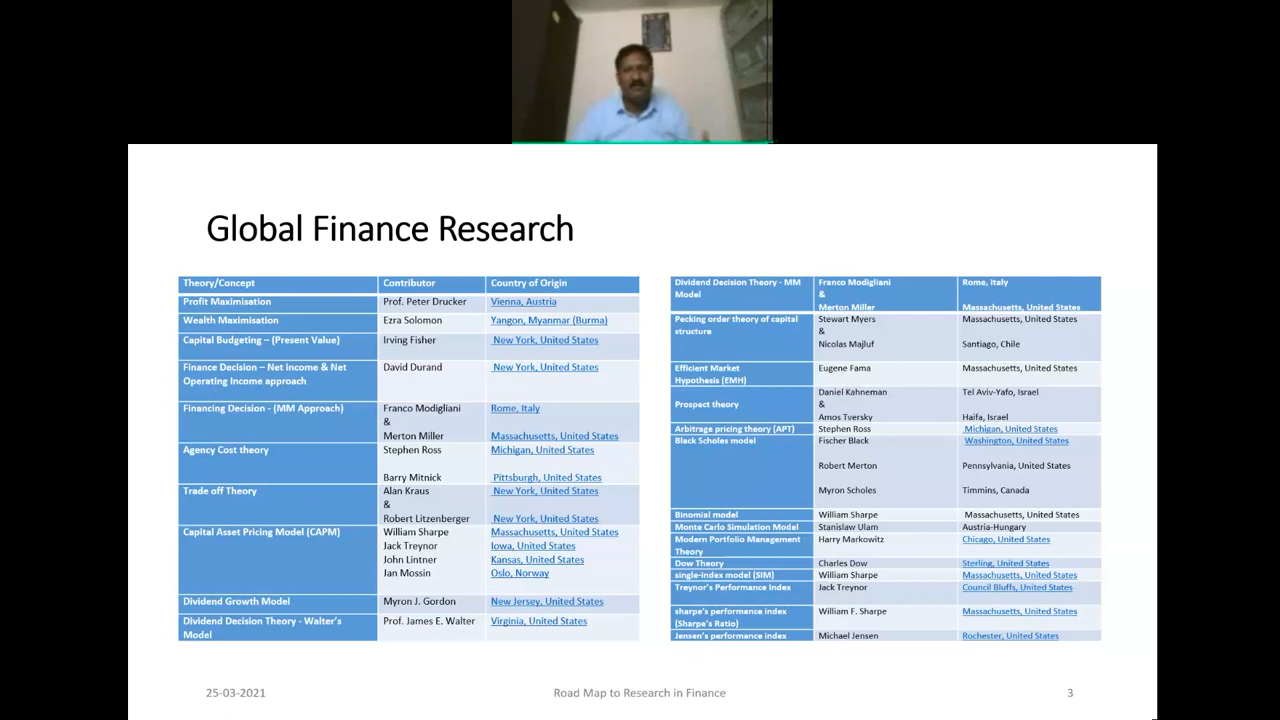 Global Finance Research
Theory/Concept Contributor Country of Origin
Profit Maximisation Prof. Peter Drucker Vienna, Austria
Wealth Maximisation Ezra Solomon Yangon, Myanmar (Burma)
Capital Budgeting – (Present Value) Irving Fisher New York, United States
Finance Decision – Net income & Net David Durand New York, United States
Operating Income approach
Financing Decision - (MM Approach) Franco Modigliani Rome, Italy
&
Merton Miller Massachusetts, United States
Agency Cost theory Stephen Ross Michigan, United States
Barry Mitnick Pittsburgh, United States
Trade off Theory Alan Kraus New York, United States
&
Robert Litzenberger New York, United States
Capital Asset Pricing Model (CAPM) William Sharpe Massachusetts, United States
Jack Treynor Iowa, United States
John Lintner Kansas, United States
Jan Mossin Oslo, Norway
Dividend Growth Model Myron J. Gordon New Jersey, United States
Dividend Decision Theory - Walter's Prof. James E. Walter Virginia, United States
Model
Dividend Decision Theory - MM Franco Modigliani Rome, Italy
Model &
Merton Miller Massachusetts, United States
Pecking order theory of capital Stewart Myers Massachusetts, United States
structure &
Nicolas Majluf Santiago, Chile
Efficient Market Eugene Fama Massachusetts, United States
Hypothesis (EMH)
Daniel Kahneman Tel Aviv-Yafo, Israel
Prospect theory &
Amos Tversky Haifa, Israel
Arbitrage pricing theory (APT) Stephen Ross Michigan, United States
Black Scholes model Fischer Black Washington, United States
Robert Merton Pennsylvania, United States
Myron Scholes Timmins, Canada
Binomial model William Sharpe Massachusetts, United States
Monte Carlo Simulation Model Stanislaw Ulam Austria-Hungary
Modern Portfolio Management Harry Markowitz Chicago, United States
Theory
Dow Theory Charles Dow Sterling, United States
single-index model (SIM) William Sharpe Massachusetts, United States
Treynor's Performance Index Jack Treynor Council Bluffs, United States
sharpe's performance index William F. Sharpe Massachusetts, United States
(Sharpe's Ratio)
Jensen's performance index Michael Jensen Rochester, United States
25-03-2021 Road Map to Research in Finance 3